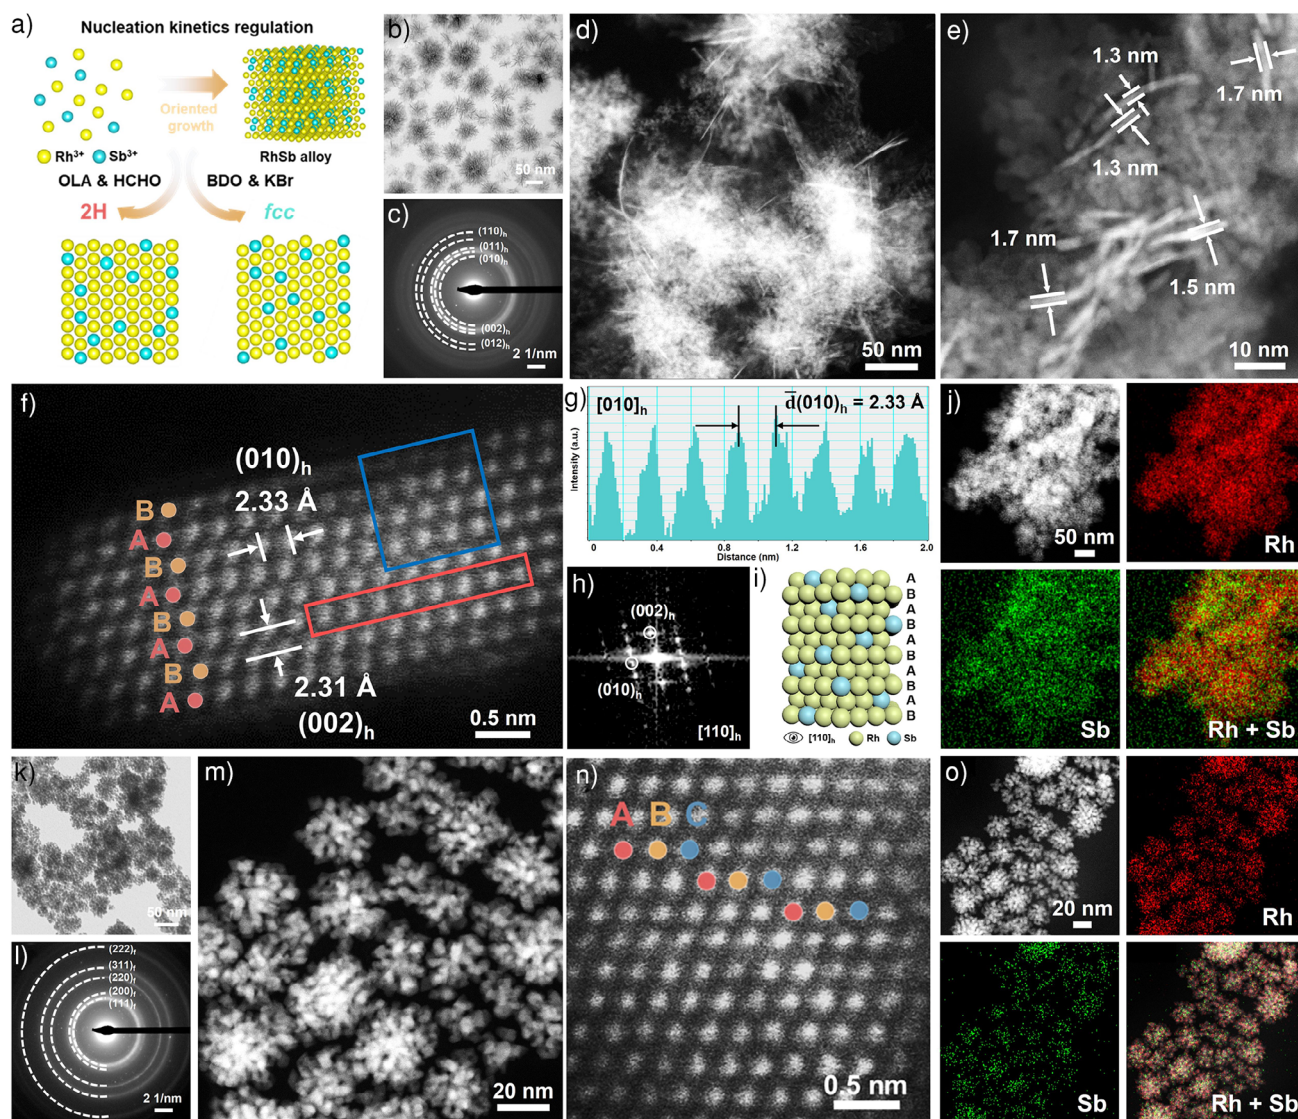 a)
Nucleation kinetics regulation
Oriented
growth
Rh³⁺
Sb³⁺
RhSb alloy
OLA & HCHO
BDO & KBr
2H
fcc
b)
50 nm
c)
(110)ₕ
(011)ₕ
(010)ₕ
(002)ₕ
(012)ₕ
2 1/nm
d)
50 nm
e)
1.3 nm
1.7 nm
1.3 nm
1.7 nm
1.5 nm
10 nm
f)
(010)ₕ
2.33 Å
B
A
B
A
B
A
B
A
2.31 Å
(002)ₕ
0.5 nm
g)
[010]ₕ
d̅(010)ₕ = 2.33 Å
Intensity (a.u.)
0 0.4 0.8 1.2 1.6 2.0
Distance (nm)
h)
(002)ₕ
(010)ₕ
[110]ₕ
i)
A
B
A
B
A
B
A
B
A
B
[110]ₕ
Rh
Sb
j)
50 nm
Rh
Sb
Rh + Sb
k)
50 nm
l)
(222)f
(311)f
(220)f
(200)f
(111)f
2 1/nm
m)
20 nm
n)
A B C
0.5 nm
o)
20 nm
Rh
Sb
Rh + Sb